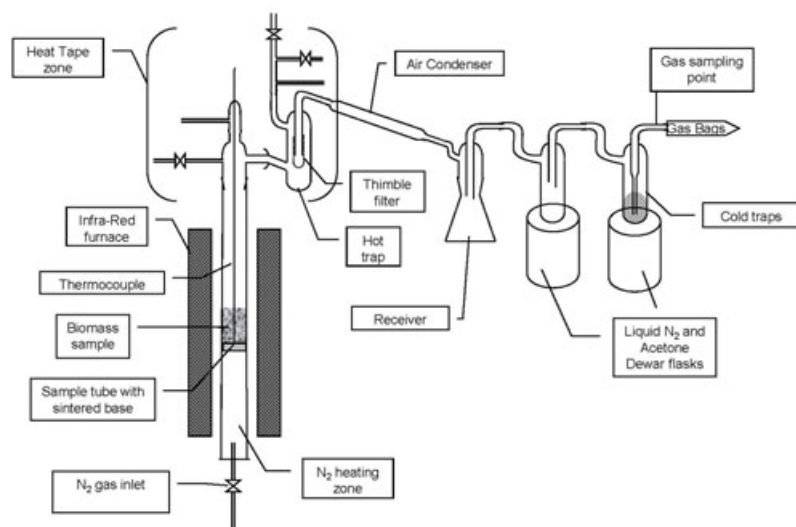 Heat Tape
zone
Air Condenser
Gas sampling
point
Gas Bags
Thimble
filter
Cold traps
Infra-Red
furnace
Hot
trap
Thermocouple
Receiver
Biomass
sample
Liquid N₂ and
Acetone
Dewar flasks
Sample tube with
sintered base
N₂ gas inlet
N₂ heating
zone